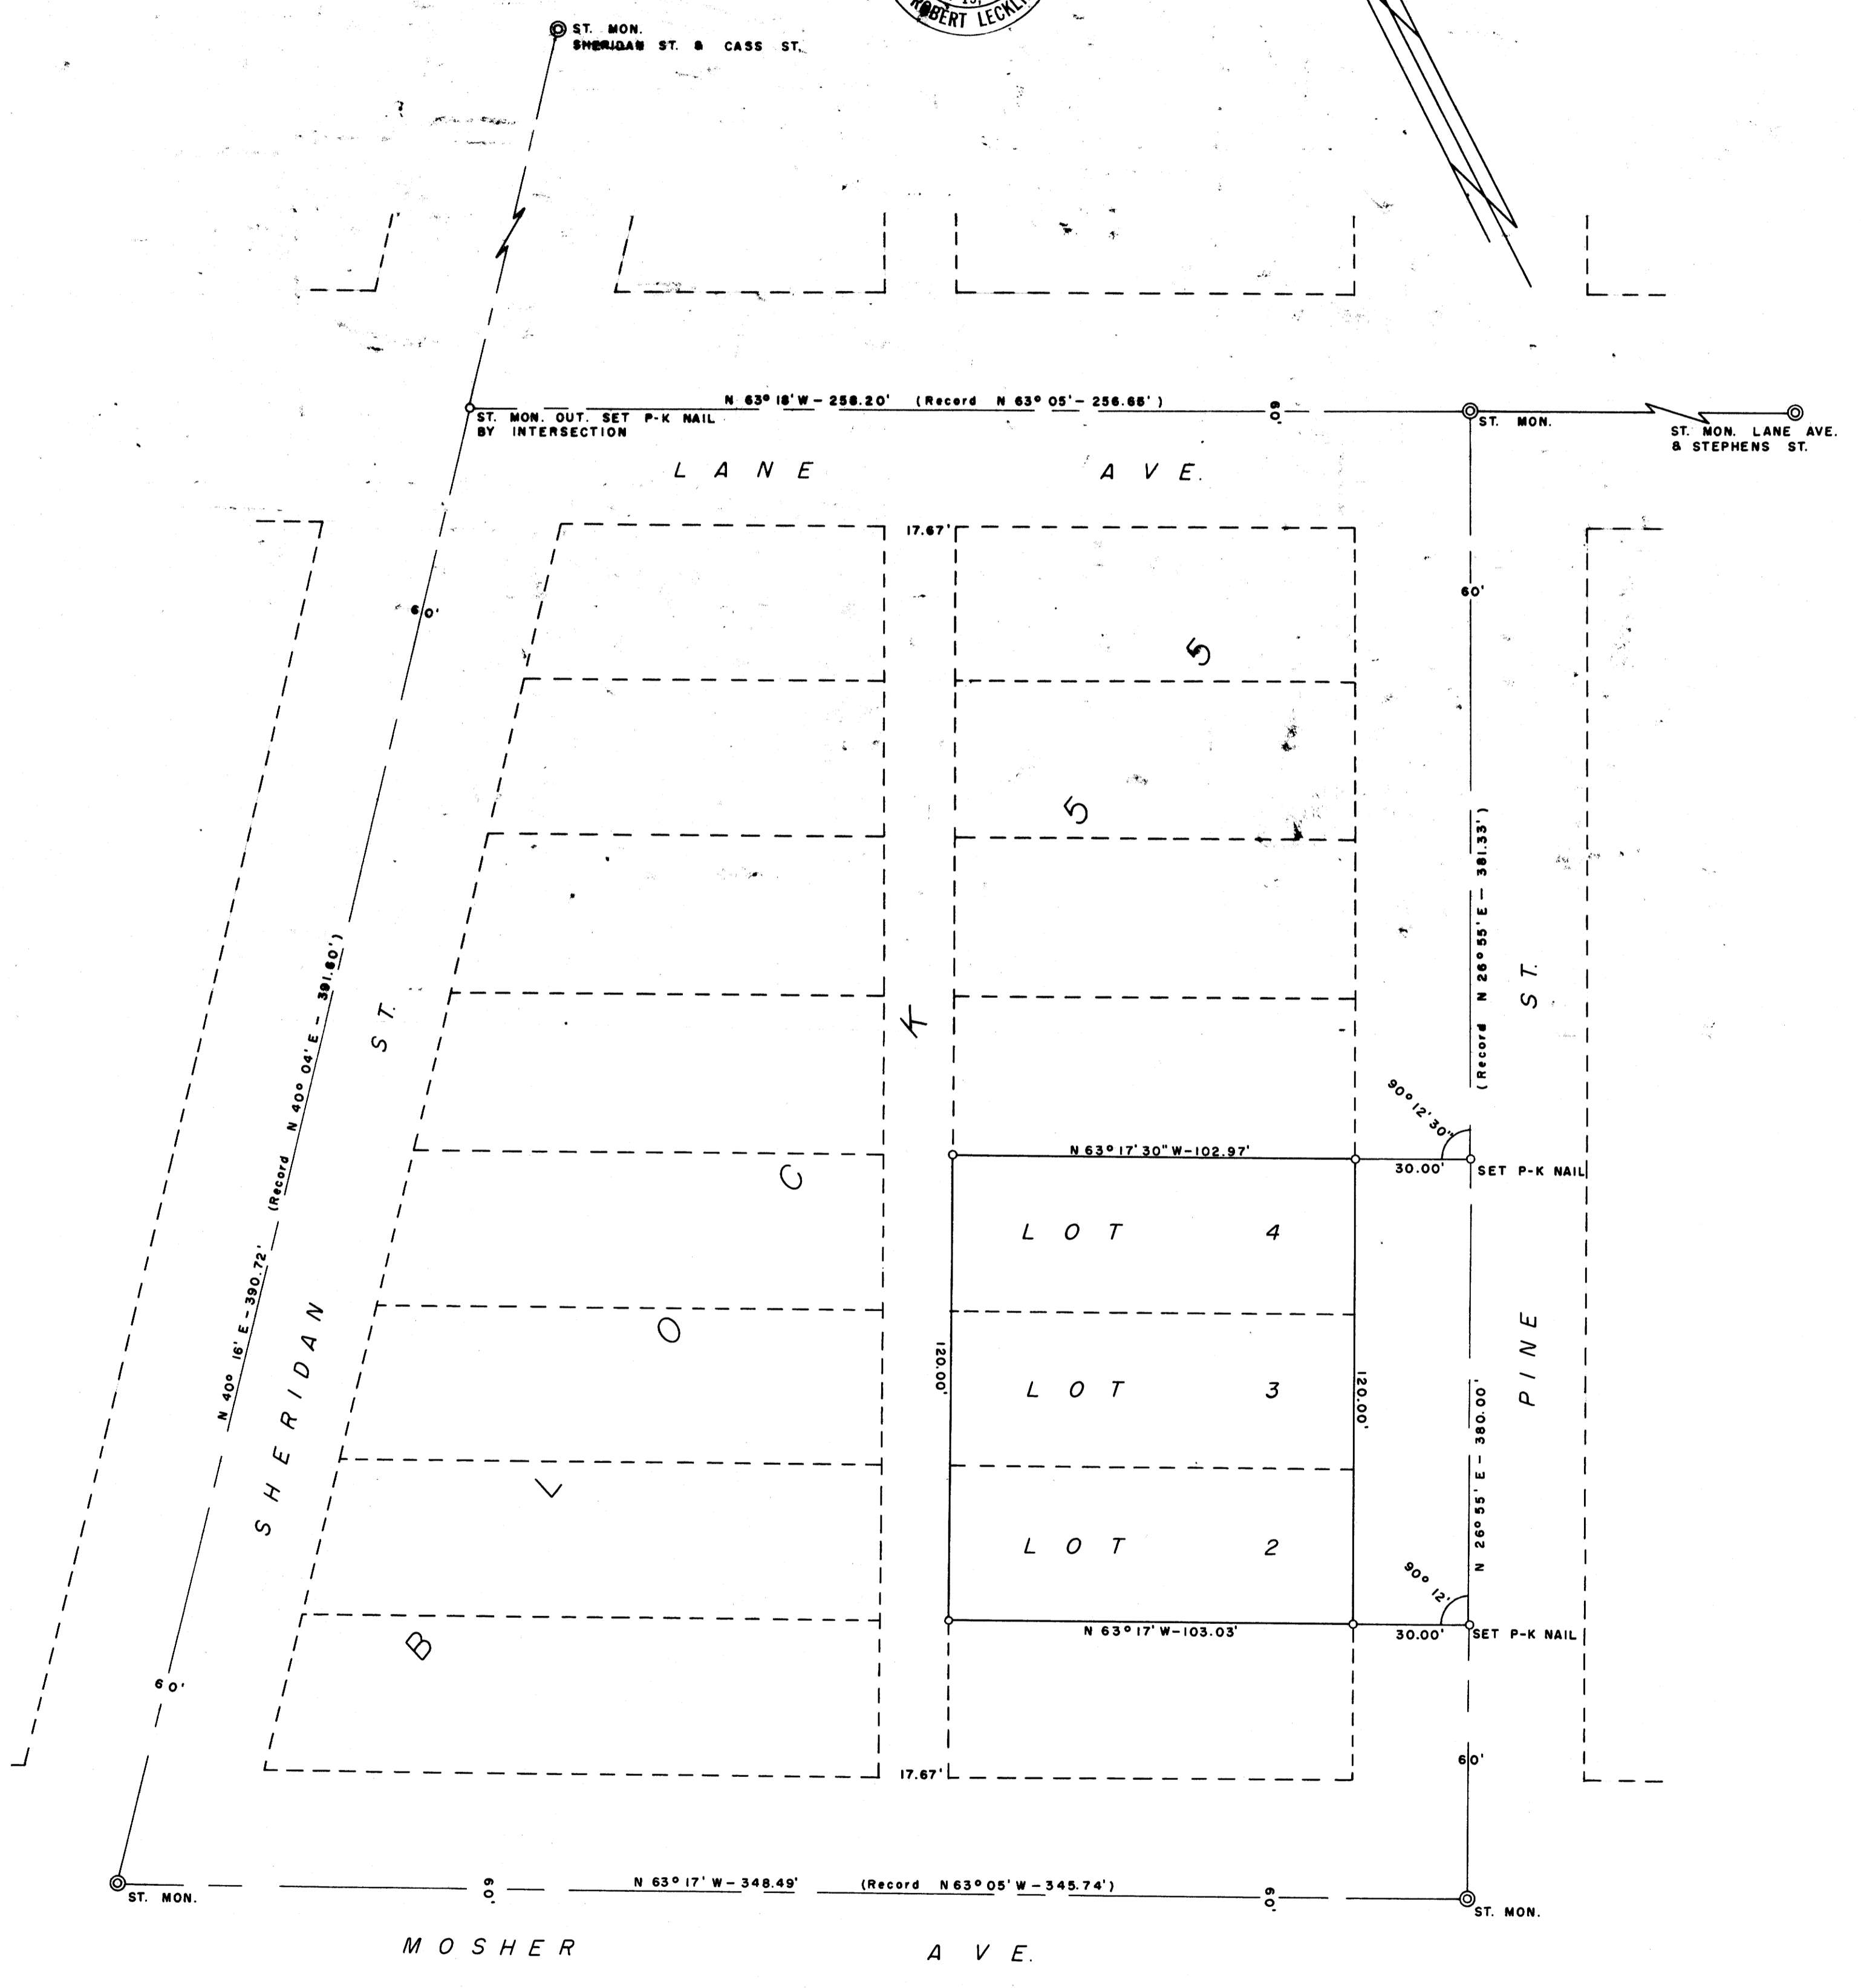 ROBERT LECKL
ST. MON.
SHERIDAN ST. & CASS ST.
N 63° 18' W – 258.20' (Record N 63° 05' – 256.65')
60'
ST. MON. OUT. SET P-K NAIL
BY INTERSECTION
ST. MON.
ST. MON. LANE AVE.
& STEPHENS ST.
LANE AVE.
17.67'
60'
60'
N 40° 16' E – 390.72' (Record N 40° 04' E – 391.60')
SHERIDAN ST.
BLOCK 55
N 26° 55' E – 380.00' (Record N 26° 55' E – 381.33')
PINE ST.
90° 12' 30"
N 63° 17' 30" W – 102.97'
30.00'
SET P-K NAIL
LOT 4
LOT 3
120.00'
120.00'
LOT 2
90° 12'
N 63° 17' W – 103.03'
30.00'
SET P-K NAIL
60'
60'
17.67'
ST. MON.
60'
N 63° 17' W – 348.49' (Record N 63° 05' W – 345.74')
60'
ST. MON.
MOSHER AVE.